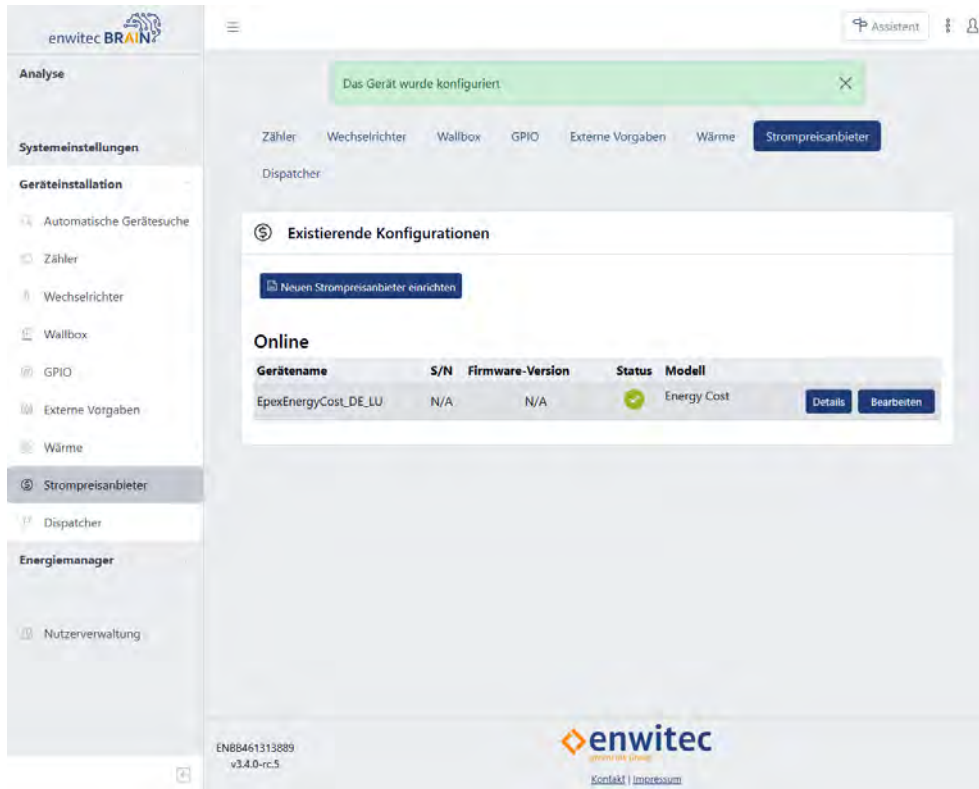 enwitec BRAIN
Assistent
Analyse
Systemeinstellungen
Geräteinstallation
Automatische Gerätesuche
Zähler
Wechselrichter
Wallbox
GPIO
Externe Vorgaben
Wärme
Strompreisanbieter
Dispatcher
Energiemanager
Nutzerverwaltung
Das Gerät wurde konfiguriert
Zähler Wechselrichter Wallbox GPIO Externe Vorgaben Wärme Strompreisanbieter
Dispatcher
Existierende Konfigurationen
Neuen Strompreisanbieter einrichten
Online
Gerätename S/N Firmware-Version Status Modell
EpexEnergyCost_DE_LU N/A N/A Energy Cost Details Bearbeiten
ENBB461313889
v3.4.0-rc.5
enwitec
Kontakt | Impressum